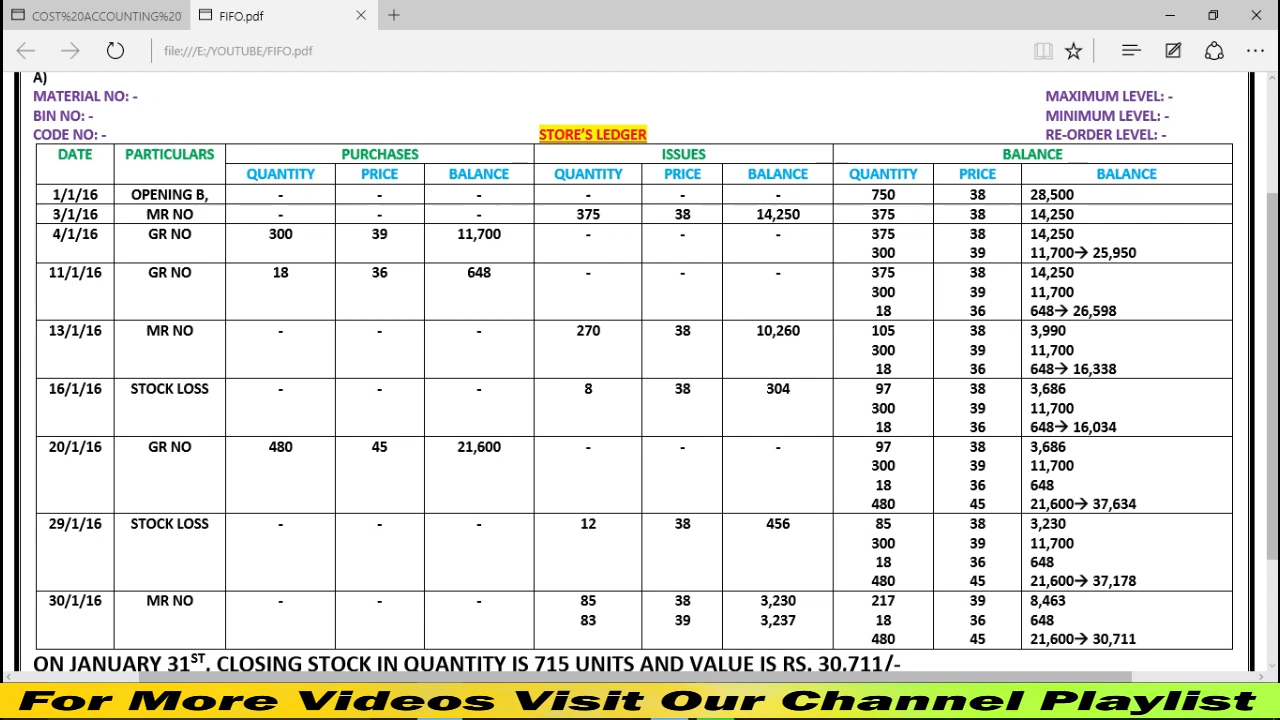 COST%20ACCOUNTING%20
FIFO.pdf
file:///E:/YOUTUBE/FIFO.pdf
A)
MATERIAL NO: - MAXIMUM LEVEL: -
BIN NO: - MINIMUM LEVEL: -
CODE NO: - STORE'S LEDGER RE-ORDER LEVEL: -
DATE PARTICULARS PURCHASES ISSUES BALANCE
QUANTITY PRICE BALANCE QUANTITY PRICE BALANCE QUANTITY PRICE BALANCE
1/1/16 OPENING B, - - - - - - 750 38 28,500
3/1/16 MR NO - - - 375 38 14,250 375 38 14,250
4/1/16 GR NO 300 39 11,700 - - - 375 38 14,250
300 39 11,700→ 25,950
11/1/16 GR NO 18 36 648 - - - 375 38 14,250
300 39 11,700
18 36 648→ 26,598
13/1/16 MR NO - - - 270 38 10,260 105 38 3,990
300 39 11,700
18 36 648→ 16,338
16/1/16 STOCK LOSS - - - 8 38 304 97 38 3,686
300 39 11,700
18 36 648→ 16,034
20/1/16 GR NO 480 45 21,600 - - - 97 38 3,686
300 39 11,700
18 36 648
480 45 21,600→ 37,634
29/1/16 STOCK LOSS - - - 12 38 456 85 38 3,230
300 39 11,700
18 36 648
480 45 21,600→ 37,178
30/1/16 MR NO - - - 85 38 3,230 217 39 8,463
83 39 3,237 18 36 648
480 45 21,600→ 30,711
ON JANUARY 31ST, CLOSING STOCK IN QUANTITY IS 715 UNITS AND VALUE IS RS. 30,711/-
For More Videos Visit Our Channel Playlist